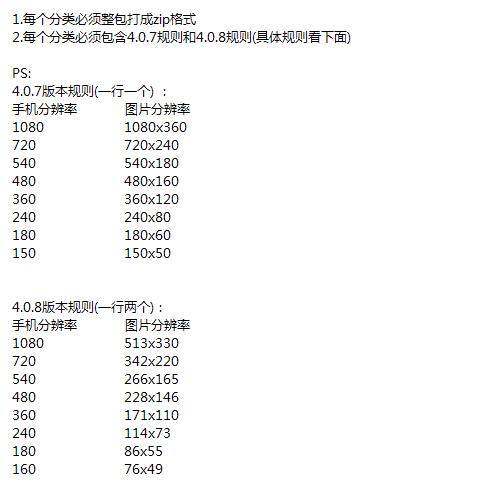 1.每个分类必须整包打成zip格式
2.每个分类必须包含4.0.7规则和4.0.8规则(具体规则看下面)
PS:
4.0.7版本规则(一行一个) ：
手机分辨率 图片分辨率
1080 1080x360
720 720x240
540 540x180
480 480x160
360 360x120
240 240x80
180 180x60
150 150x50
4.0.8版本规则(一行两个)：
手机分辨率 图片分辨率
1080 513x330
720 342x220
540 266x165
480 228x146
360 171x110
240 114x73
180 86x55
160 76x49